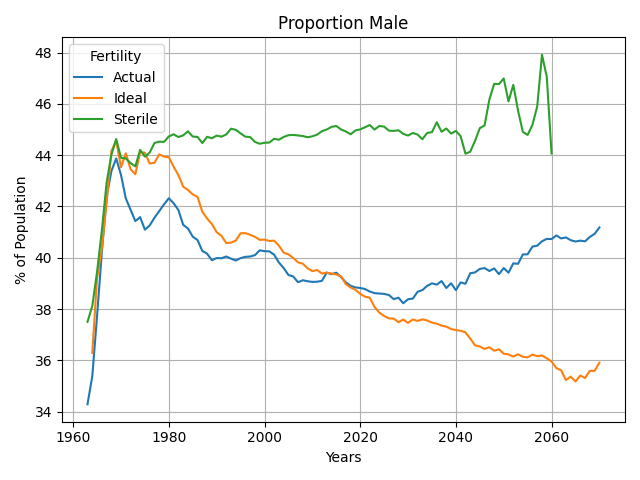 Proportion Male
Fertility
Actual
Ideal
Sterile
% of Population
48
46
44
42
40
38
36
34
1960
1980
2000
2020
2040
2060
Years